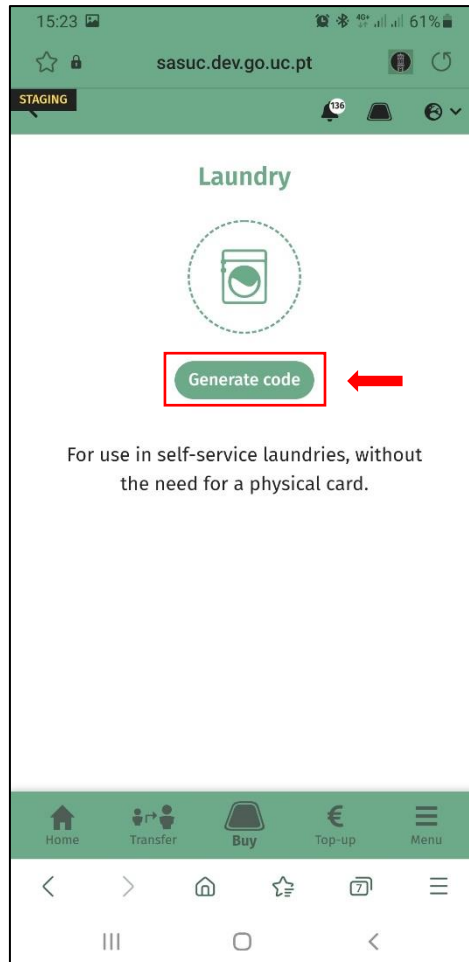 15:23 4G+ 61%
sasuc.dev.go.uc.pt
STAGING
136
Laundry
Generate code
For use in self-service laundries, without
the need for a physical card.
Home Transfer Buy Top-up Menu
7